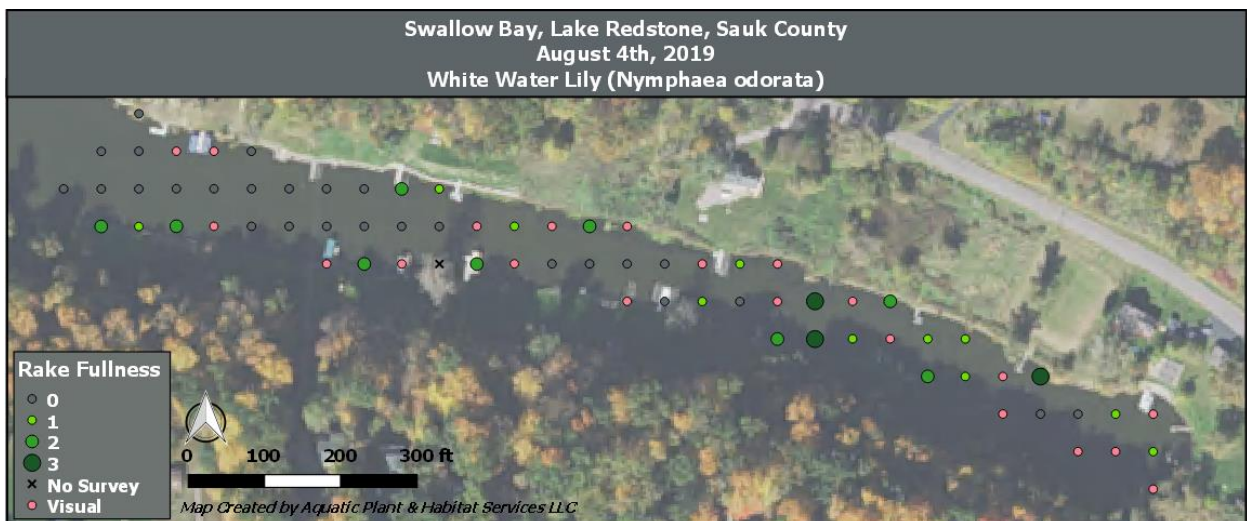 Swallow Bay, Lake Redstone, Sauk County
August 4th, 2019
White Water Lily (Nymphaea odorata)
Rake Fullness
0
1
2
3
No Survey
Visual
0 100 200 300 ft
Map Created by Aquatic Plant & Habitat Services LLC